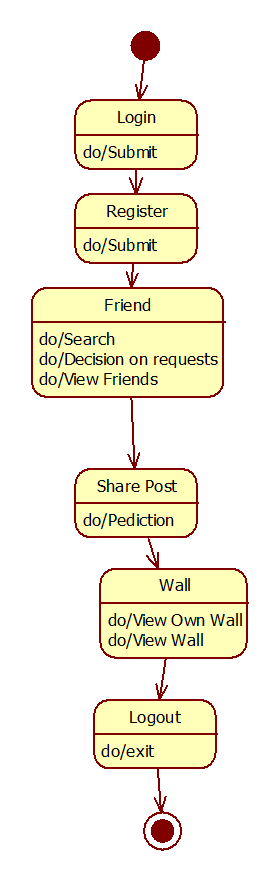 Login
do/Submit
Register
do/Submit
Friend
do/Search
do/Decision on requests
do/View Friends
Share Post
do/Pediction
Wall
do/View Own Wall
do/View Wall
Logout
do/exit